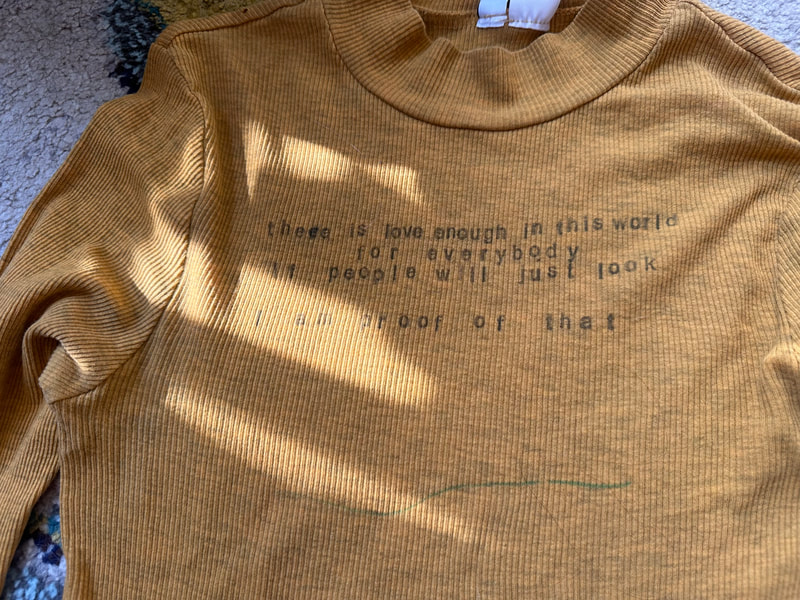 there is love enough in this world
for everybody
if people will just look
I am proof of that